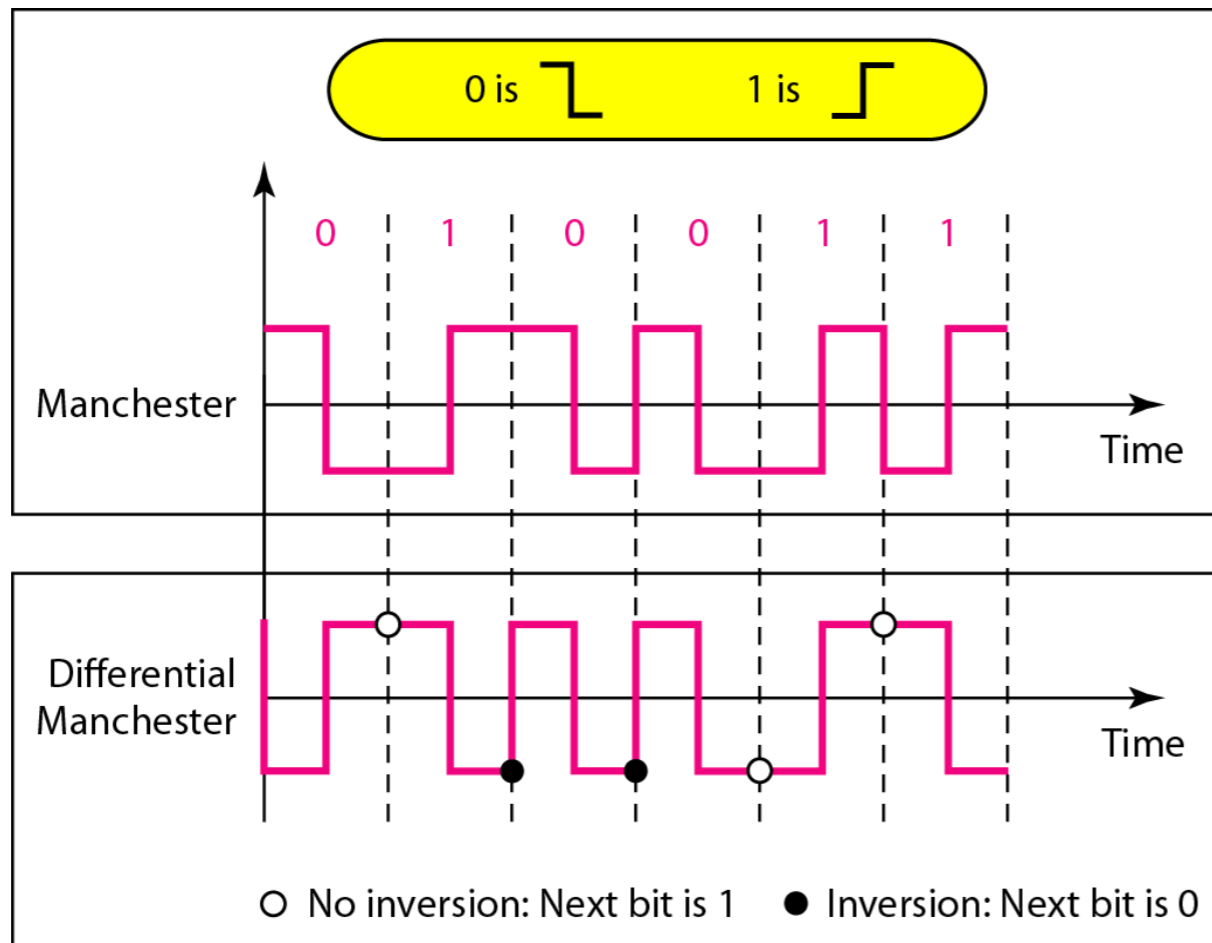 0 is 1 is
0 1 0 0 1 1
Manchester
Time
Differential
Manchester
Time
No inversion: Next bit is 1 Inversion: Next bit is 0